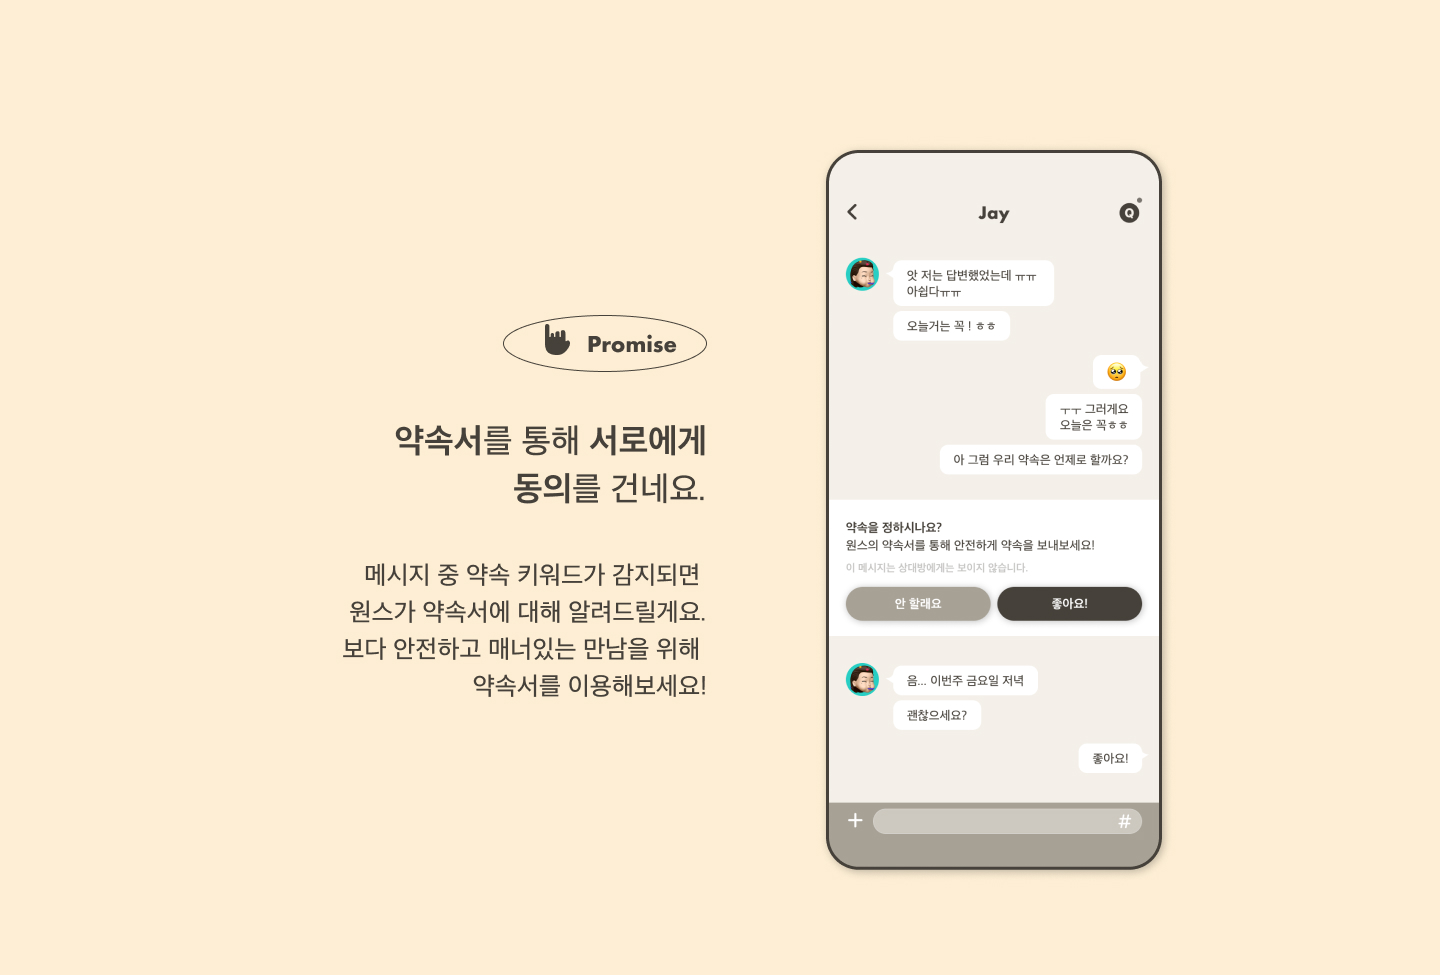 Promise
약속서를 통해 서로에게
동의를 건네요.
메시지 중 약속 키워드가 감지되면
원스가 약속서에 대해 알려드릴게요.
보다 안전하고 매너있는 만남을 위해
약속서를 이용해보세요!
Jay
Q
앗 저는 답변했었는데 ㅠㅠ
아쉽다ㅠㅠ
오늘거는 꼭 ! ㅎㅎ
ㅜㅜ 그러게요
오늘은 꼭ㅎㅎ
아 그럼 우리 약속은 언제로 할까요?
약속을 정하시나요?
원스의 약속서를 통해 안전하게 약속을 보내보세요!
이 메시지는 상대방에게는 보이지 않습니다.
안 할래요
좋아요!
음... 이번주 금요일 저녁
괜찮으세요?
좋아요!
+
#